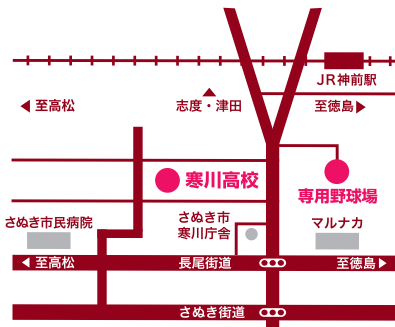 JR神前駅
至高松
志度・津田
至徳島
寒川高校
専用野球場
さぬき市民病院
さぬき市
寒川庁舎
マルナカ
至高松
長尾街道
至徳島
さぬき街道